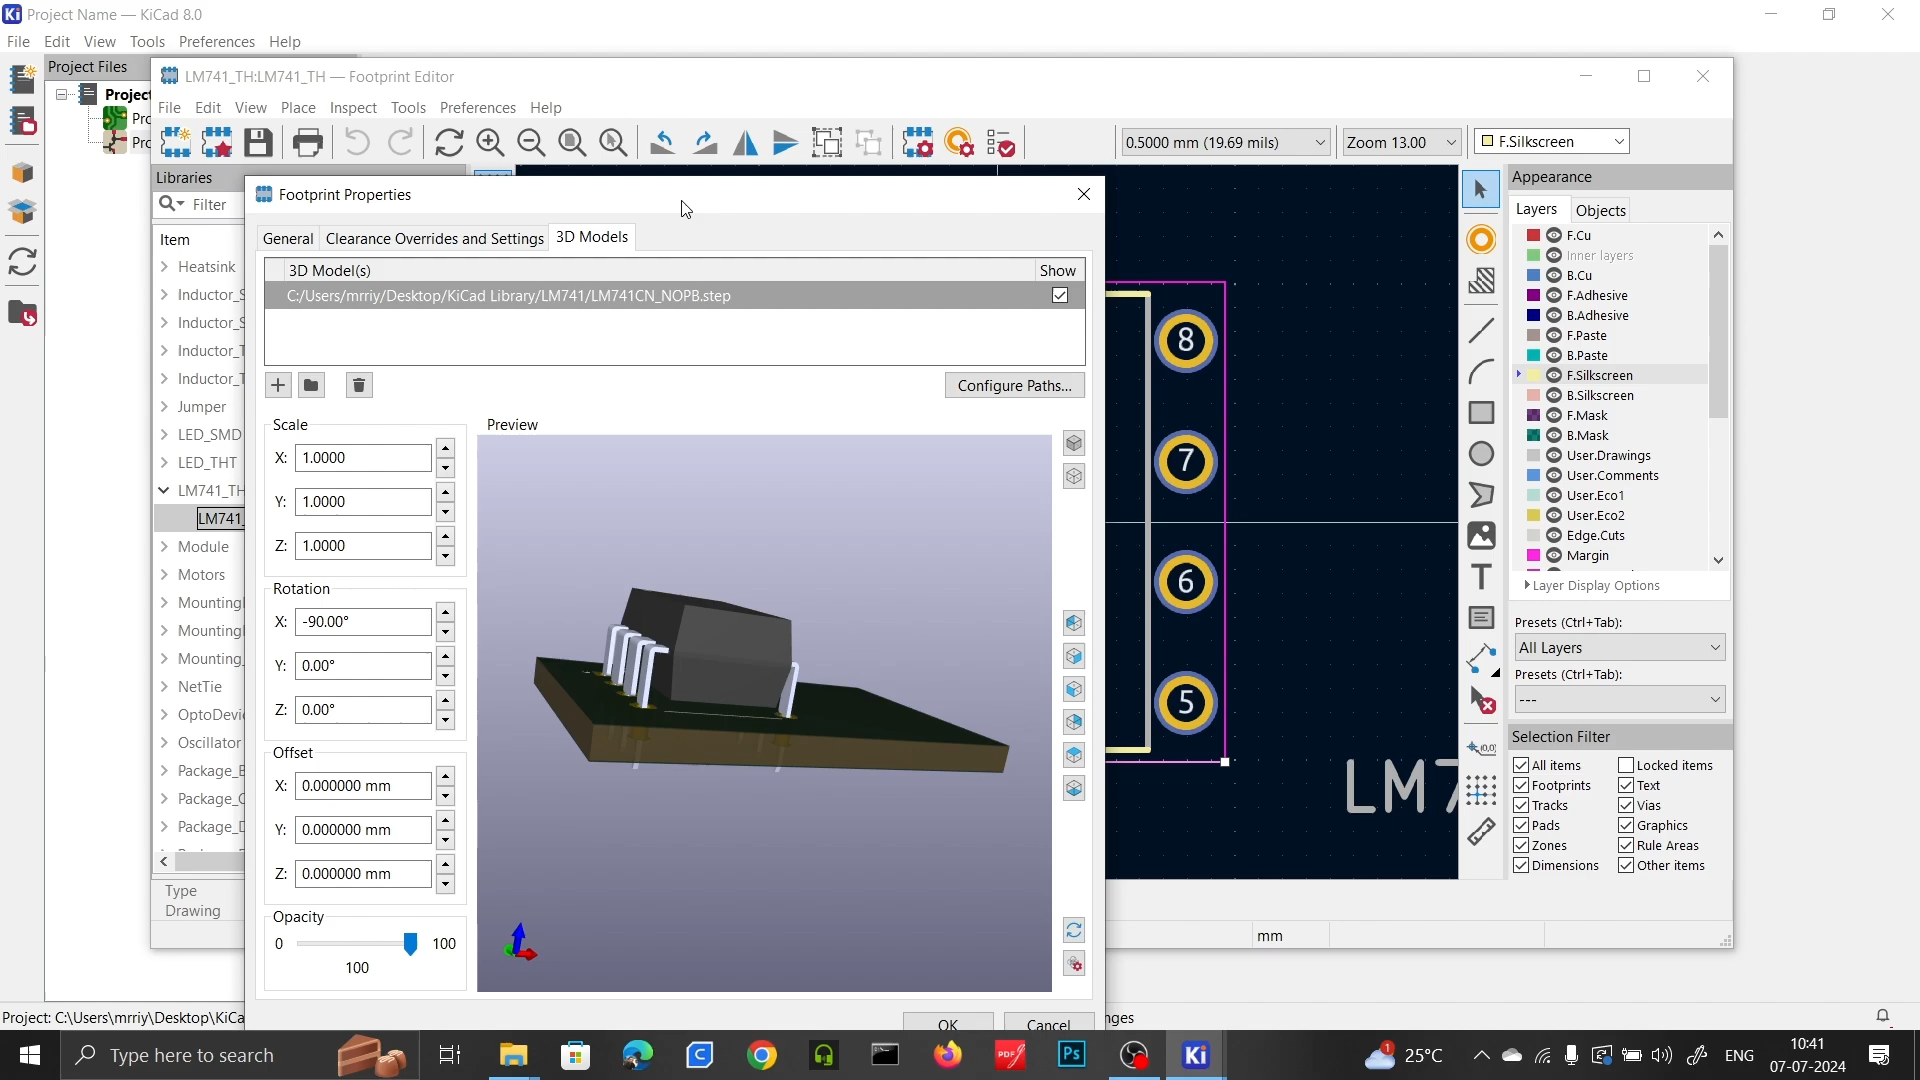 Project Name — KiCad 8.0
File Edit View Tools Preferences Help
Project Files
LM741_TH:LM741_TH — Footprint Editor
File Edit View Place Inspect Tools Preferences Help
0.5000 mm (19.69 mils)
Zoom 13.00
F.Silkscreen
Libraries
Filter
Item
Heatsink
Jumper
LED_SMD
LED_THT
LM741_TH
Module
Motors
NetTie
Oscillator
Type
Drawing
Footprint Properties
General
Clearance Overrides and Settings
3D Models
3D Model(s) Show
C:/Users/mrriy/Desktop/KiCad Library/LM741/LM741CN_NOPB.step
Configure Paths...
Scale
X: 1.0000
Y: 1.0000
Z: 1.0000
Rotation
X: -90.00°
Y: 0.00°
Z: 0.00°
Offset
X: 0.000000 mm
Y: 0.000000 mm
Z: 0.000000 mm
Opacity
0 100
100
Preview
OK Cancel
8
7
6
5
LM7
mm
Appearance
Layers Objects
F.Cu
Inner layers
B.Cu
F.Adhesive
B.Adhesive
F.Paste
B.Paste
F.Silkscreen
B.Silkscreen
F.Mask
B.Mask
User.Drawings
User.Comments
User.Eco1
User.Eco2
Edge.Cuts
Margin
Layer Display Options
Presets (Ctrl+Tab):
All Layers
Presets (Ctrl+Tab):
---
Selection Filter
All items Locked items
Footprints Text
Tracks Vias
Pads Graphics
Zones Rule Areas
Dimensions Other items
Project: C:\Users\mrriy\Desktop\KiCa
nges
Type here to search
25°C
ENG
10:41
07-07-2024